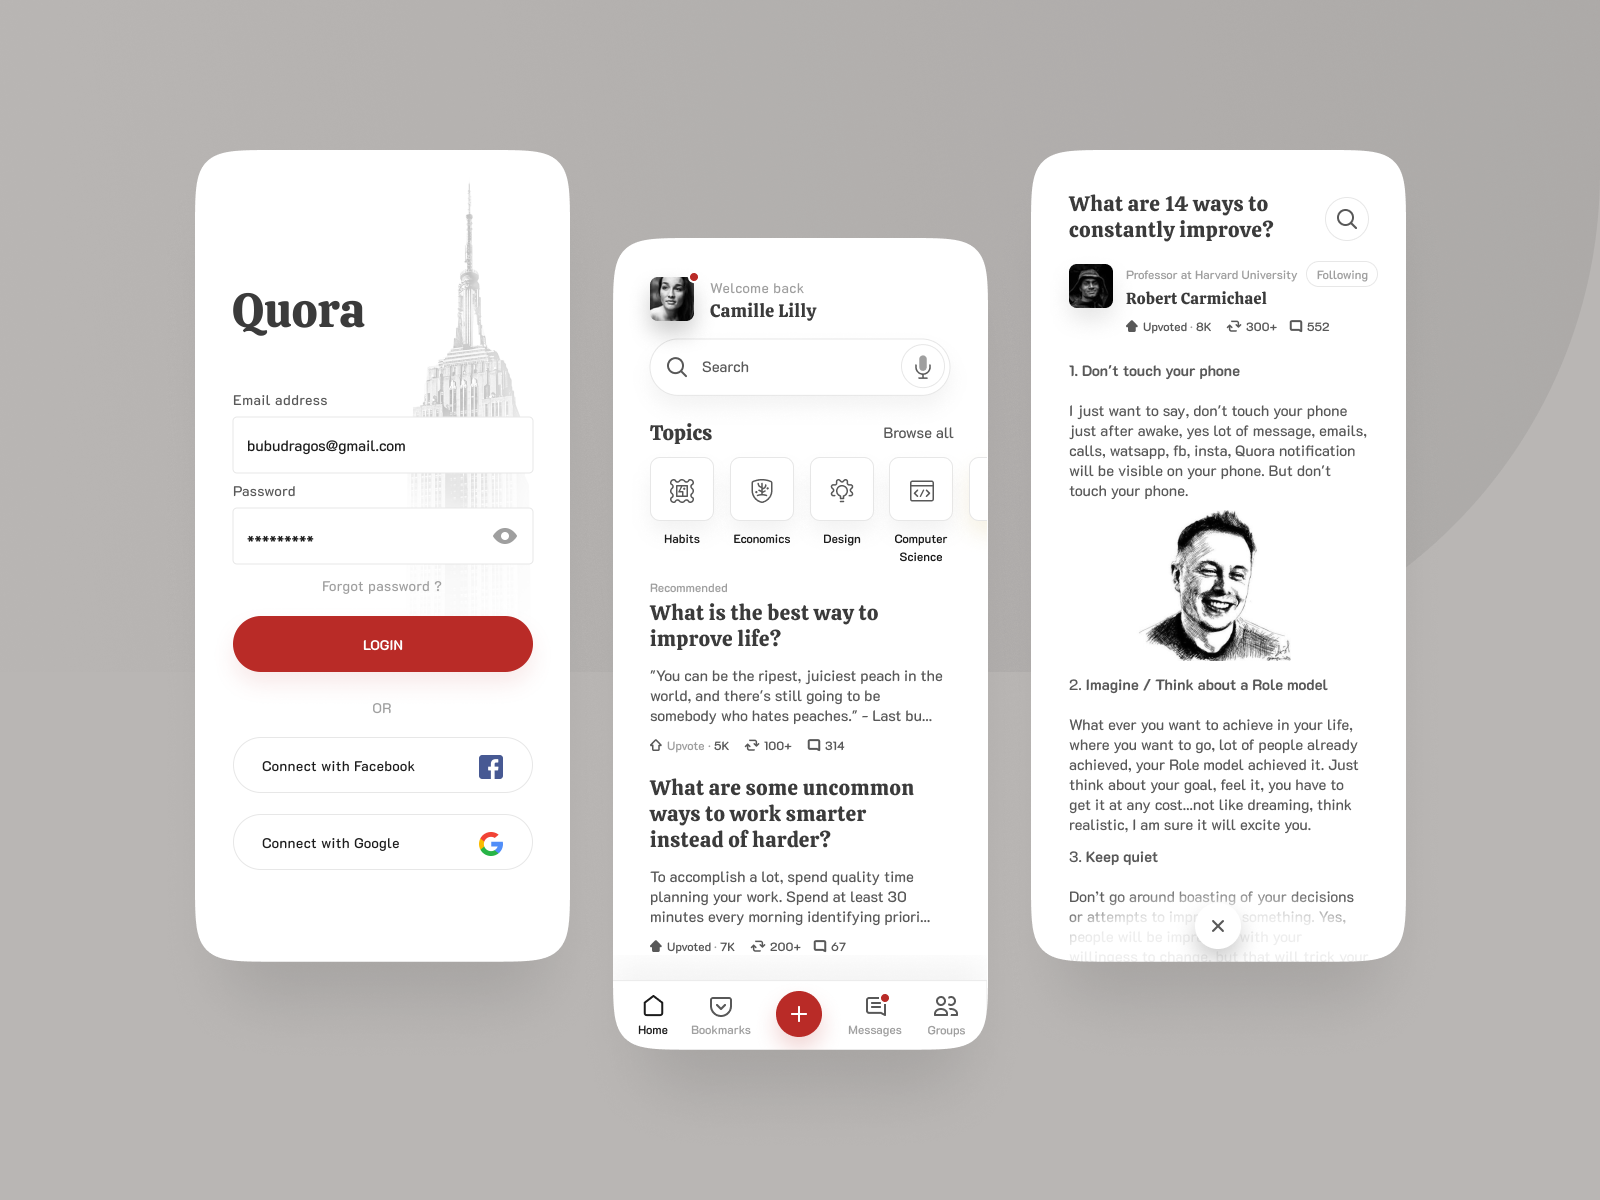 Quora
Email address
bubudragos@gmail.com
Password
*********
Forgot password ?
LOGIN
OR
Connect with Facebook
Connect with Google
Welcome back
Camille Lilly
Search
Topics
Browse all
Habits
Economics
Design
Computer
Science
Recommended
What is the best way to
improve life?
"You can be the ripest, juiciest peach in the
world, and there's still going to be
somebody who hates peaches." - Last bu...
Upvote · 5K 100+ 314
What are some uncommon
ways to work smarter
instead of harder?
To accomplish a lot, spend quality time
planning your work. Spend at least 30
minutes every morning identifying priori...
Upvoted · 7K 200+ 67
Home
Bookmarks
Messages
Groups
What are 14 ways to
constantly improve?
Professor at Harvard University
Following
Robert Carmichael
Upvoted · 8K 300+ 552
1. Don't touch your phone
I just want to say, don't touch your phone
just after awake, yes lot of message, emails,
calls, watsapp, fb, insta, Quora notification
will be visible on your phone. But don't
touch your phone.
2. Imagine / Think about a Role model
What ever you want to achieve in your life,
where you want to go, lot of people already
achieved, your Role model achieved it. Just
think about your goal, feel it, you have to
get it at any cost...not like dreaming, think
realistic, I am sure it will excite you.
3. Keep quiet
Don't go around boasting of your decisions
or attempts to something. Yes,
people will be with your
willingess to change, but that will trick your